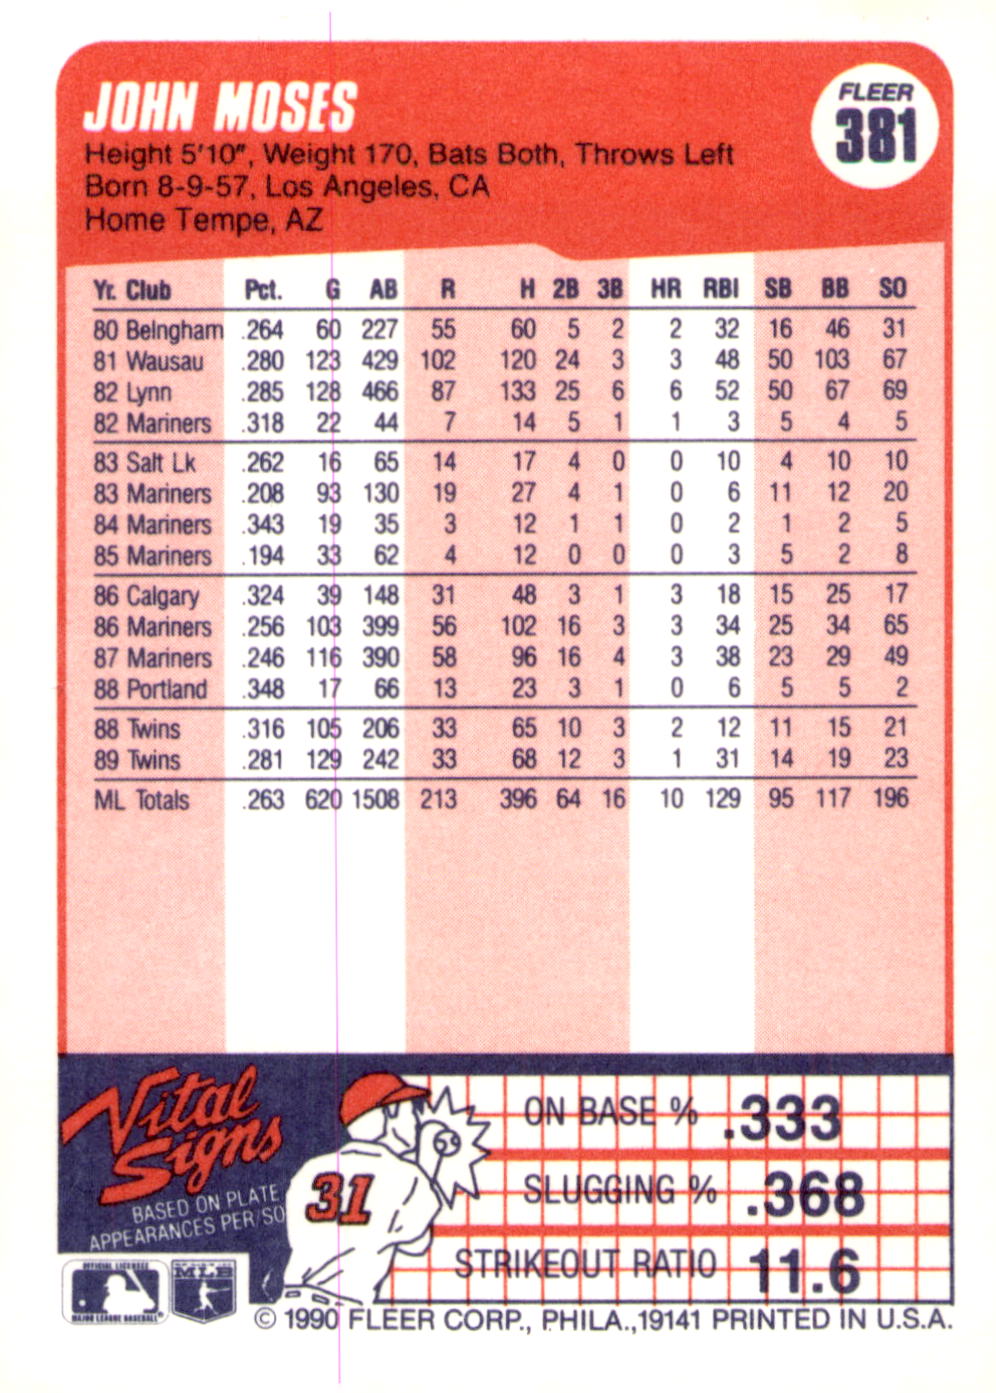 JOHN MOSES
FLEER
381
Height 5'10", Weight 170, Bats Both, Throws Left
Born 8-9-57, Los Angeles, CA
Home Tempe, AZ
Yr. Club Pct. G AB R H 2B 3B HR RBI SB BB SO
80 Belngham .264 60 227 55 60 5 2 2 32 16 46 31
81 Wausau .280 123 429 102 120 24 3 3 48 50 103 67
82 Lynn .285 128 466 87 133 25 6 6 52 50 67 69
82 Mariners .318 22 44 7 14 5 1 1 3 5 4 5
83 Salt Lk .262 16 65 14 17 4 0 0 10 4 10 10
83 Mariners .208 93 130 19 27 4 1 0 6 11 12 20
84 Mariners .343 19 35 3 12 1 1 0 2 1 2 5
85 Mariners .194 33 62 4 12 0 0 0 3 5 2 8
86 Calgary .324 39 148 31 48 3 1 3 18 15 25 17
86 Mariners .256 103 399 56 102 16 3 3 34 25 34 65
87 Mariners .246 116 390 58 96 16 4 3 38 23 29 49
88 Portland .348 17 66 13 23 3 1 0 6 5 5 2
88 Twins .316 105 206 33 65 10 3 2 12 11 15 21
89 Twins .281 129 242 33 68 12 3 1 31 14 19 23
ML Totals .263 620 1508 213 396 64 16 10 129 95 117 196
Vital
Signs
BASED ON PLATE
APPEARANCES PER/SO
31
ON BASE % .333
SLUGGING % .368
STRIKEOUT RATIO 11.6
OFFICIAL LICENSEE
MAJOR LEAGUE BASEBALL
MLB
© 1990 FLEER CORP., PHILA.,19141 PRINTED IN U.S.A.